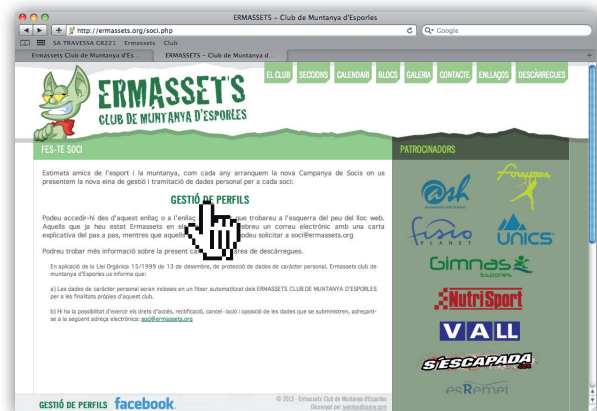 ERMASSETS – Club de Muntanya d'Esporles
http://ermassets.org/soci.php
Google
SA TRAVESSA GR221 Ermassets Club
Ermassets Club de Muntanya d'Es...
ERMASSETS – Club de Muntanya d...
EL CLUB SECCIONS CALENDARI BLOCS GALERIA CONTACTE ENLLAÇOS DESCÀRREGUES
ERMASSETS
CLUB DE MUNTANYA D'ESPORLES
FES-TE SOCI
PATROCINADORS
Estimats amics de l'esport i la muntanya, com cada any arranquem la nova Campanya de Socis on us
presentem la nova eina de gestió i tramitació de dades personal per a cada soci:
GESTIÓ DE PERFILS
Podeu accedir-hi des d'aquest enllaç o a l'enllaç que trobareu a l'esquerra del peu del lloc web.
Aquells que ja heu estat Ermassets en rebreu un correu electrònic amb una carta
explicativa del pas a pas, mentres que aquells podeu solicitar a soci@ermassets.org
Podreu trobar més información sobre la present àrea de descàrregues.
En aplicació de la Llei Orgànica 15/1999 de 13 de desembre, de protecció de dades de caràcter personal, Ermassets club de
muntanya d'Esporles us informa que:
a) Les dades de caràcter personal seran incloses en un fitxer automatitzat dels ERMASSETS CLUB DE MUNTANYA D'ESPORLES
per a les finalitats pròpies d'aquest club.
b) Hi ha la possibilitat d'exercir els drets d'accés, rectificació, cancel·lació i oposició de les dades que se subministren, adreçant-
se a la següent adreça electrònica: soci@ermassets.org
fisio
PLANET
UNICS
Gimnàs
Esporles
NutriSport
VALL
S'ESCAPADA
esRemei
GESTIÓ DE PERFILS facebook
© 2013 - Ermassets Club de Muntanya d'Esporles